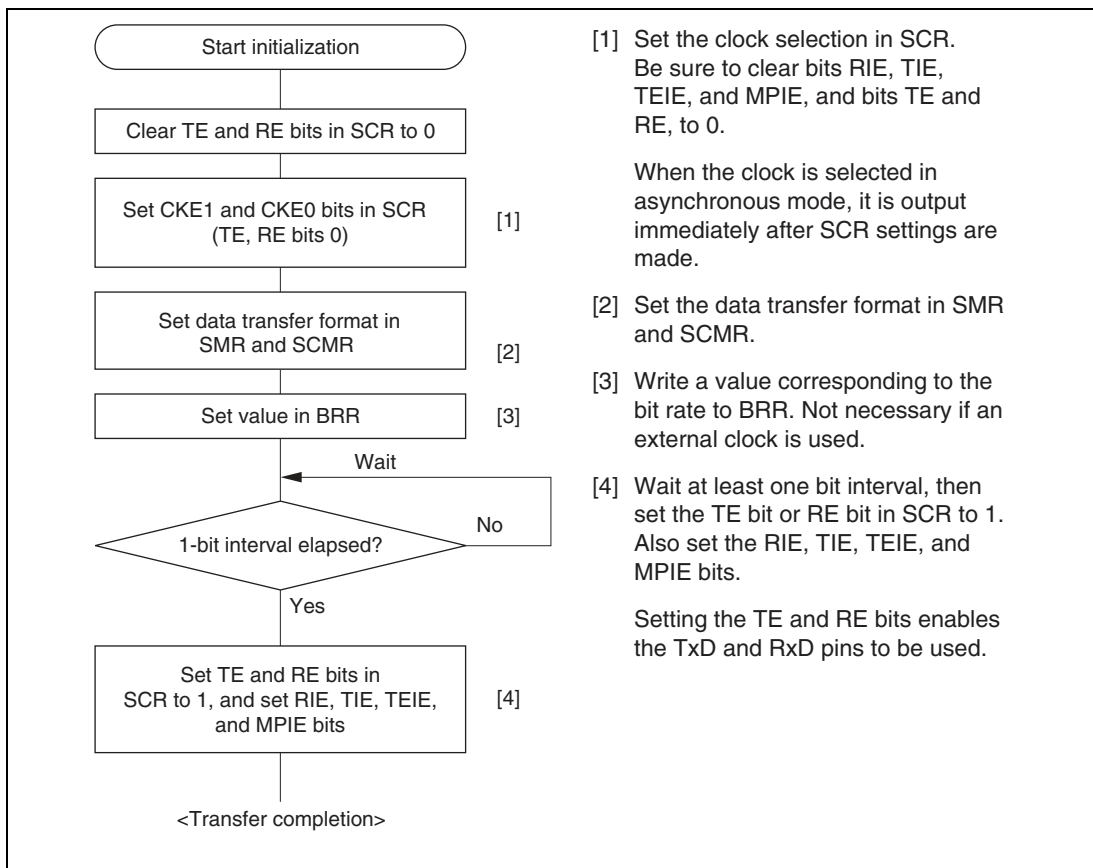 Start initialization
Clear TE and RE bits in SCR to 0
Set CKE1 and CKE0 bits in SCR
(TE, RE bits 0)
[1]
Set data transfer format in
SMR and SCMR
[2]
Set value in BRR
[3]
Wait
No
1-bit interval elapsed?
Yes
Set TE and RE bits in
SCR to 1, and set RIE, TIE, TEIE,
and MPIE bits
[4]
<Transfer completion>
[1] Set the clock selection in SCR.
Be sure to clear bits RIE, TIE,
TEIE, and MPIE, and bits TE and
RE, to 0.
When the clock is selected in
asynchronous mode, it is output
immediately after SCR settings are
made.
[2] Set the data transfer format in SMR
and SCMR.
[3] Write a value corresponding to the
bit rate to BRR. Not necessary if an
external clock is used.
[4] Wait at least one bit interval, then
set the TE bit or RE bit in SCR to 1.
Also set the RIE, TIE, TEIE, and
MPIE bits.
Setting the TE and RE bits enables
the TxD and RxD pins to be used.